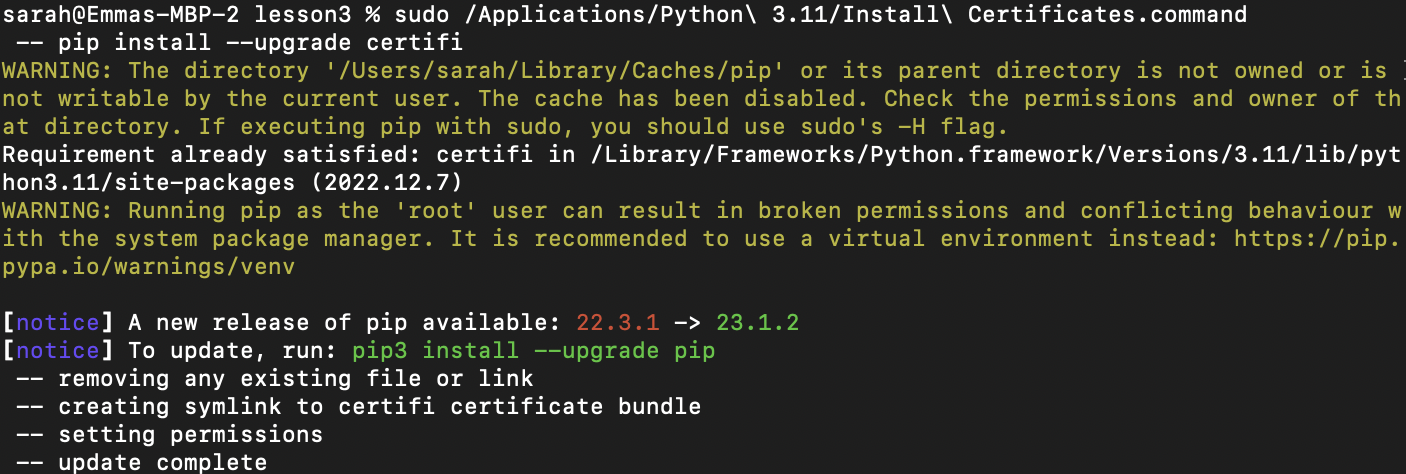 sarah@Emmas-MBP-2 lesson3 % sudo /Applications/Python\ 3.11/Install\ Certificates.command
 -- pip install --upgrade certifi
WARNING: The directory '/Users/sarah/Library/Caches/pip' or its parent directory is not owned or is
not writable by the current user. The cache has been disabled. Check the permissions and owner of th
at directory. If executing pip with sudo, you should use sudo's -H flag.
Requirement already satisfied: certifi in /Library/Frameworks/Python.framework/Versions/3.11/lib/pyt
hon3.11/site-packages (2022.12.7)
WARNING: Running pip as the 'root' user can result in broken permissions and conflicting behaviour w
ith the system package manager. It is recommended to use a virtual environment instead: https://pip.
pypa.io/warnings/venv

[notice] A new release of pip available: 22.3.1 -> 23.1.2
[notice] To update, run: pip3 install --upgrade pip
 -- removing any existing file or link
 -- creating symlink to certifi certificate bundle
 -- setting permissions
 -- update complete